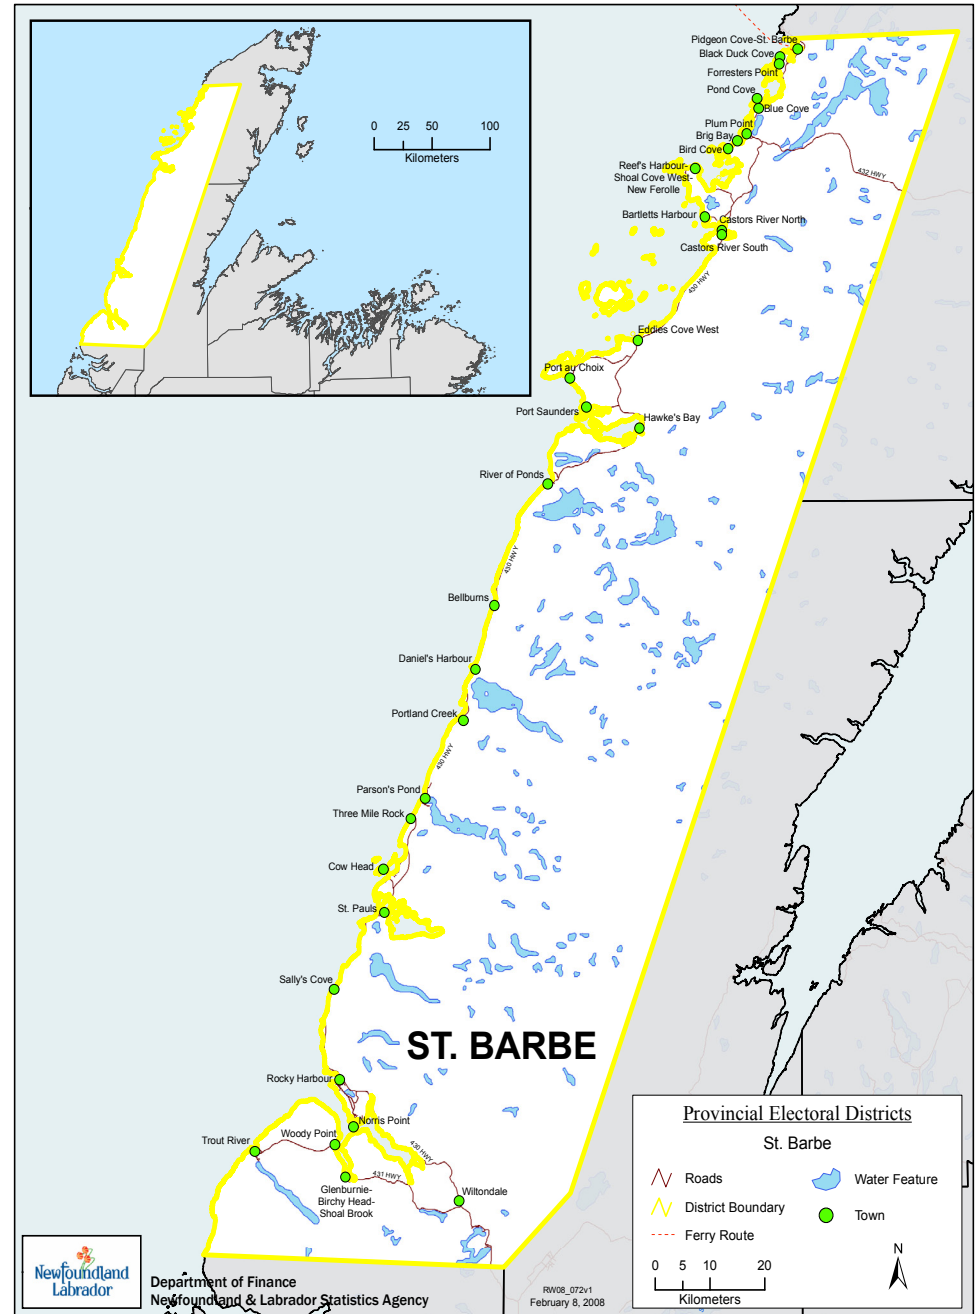 Pidgeon Cove-St. Barbe
Black Duck Cove
Forresters Point
Pond Cove
Blue Cove
Plum Point
Brig Bay
Bird Cove
Reef's Harbour-
Shoal Cove West-
New Ferolle
432 HWY
Bartletts Harbour
Castors River North
Castors River South
430 HWY
Eddies Cove West
Port au Choix
Port Saunders
Hawke's Bay
River of Ponds
430 HWY
Bellburns
Daniel's Harbour
Portland Creek
430 HWY
Parson's Pond
Three Mile Rock
Cow Head
St. Pauls
Sally's Cove
ST. BARBE
Rocky Harbour
Norris Point
Woody Point
Trout River
430 HWY
431 HWY
Glenburnie-
Birchy Head-
Shoal Brook
Wiltondale
0 25 50 100
Kilometers
Provincial Electoral Districts
St. Barbe
Roads
Water Feature
District Boundary
Town
Ferry Route
N
0 5 10 20
Kilometers
Newfoundland
Labrador
Department of Finance
Newfoundland & Labrador Statistics Agency
RW08_072v1
February 8, 2008